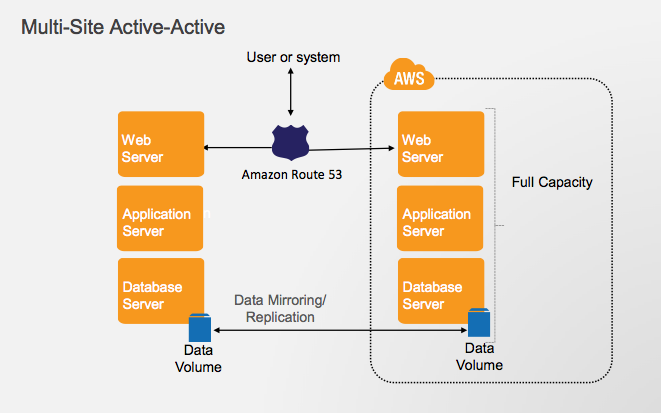 Multi-Site Active-Active
User or system
AWS
Web
Server
Amazon Route 53
Web
Server
Full Capacity
Application
Server
Application
Server
Database
Server
Data Mirroring/
Replication
Database
Server
Data
Volume
Data
Volume